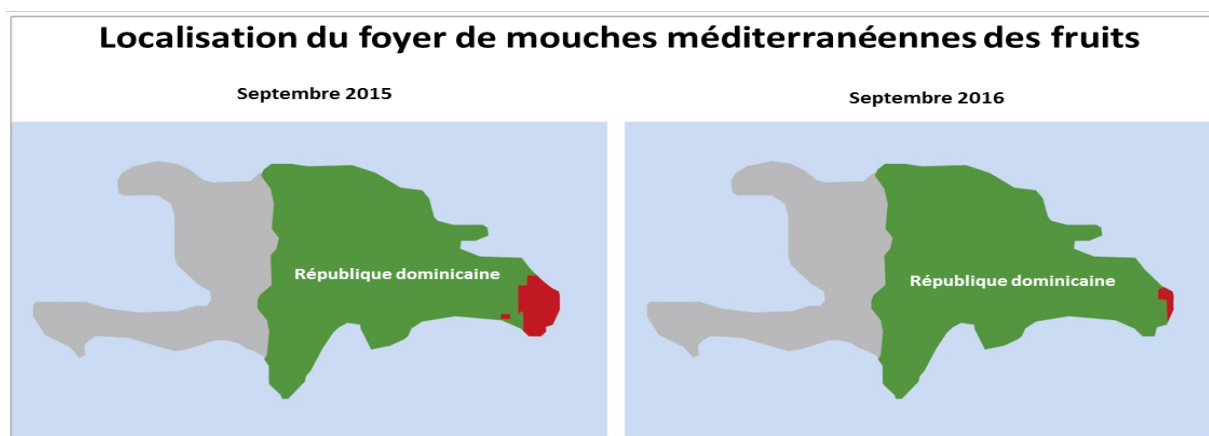 Localisation du foyer de mouches méditerranéennes des fruits
Septembre 2015
Septembre 2016
République dominicaine
République dominicaine